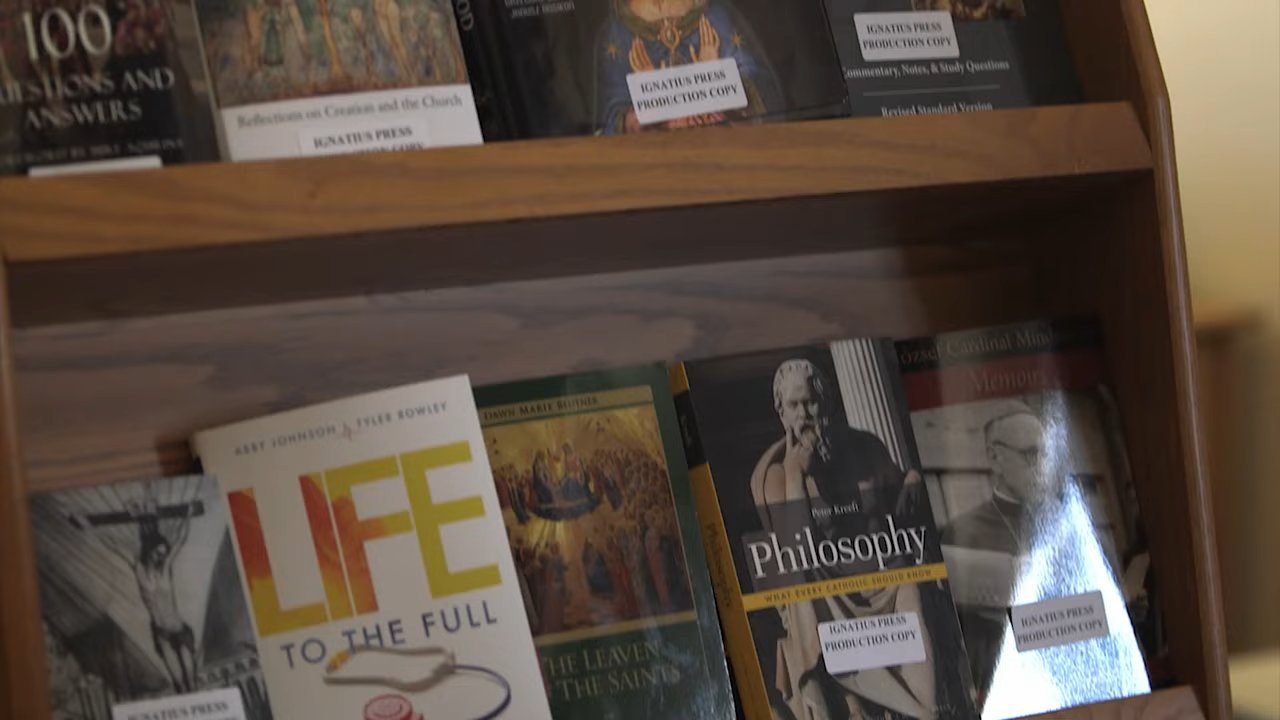 100
QUESTIONS AND
ANSWERS
Reflections on Creation and the Church
IGNATIUS PRESS
COPY
IGNATIUS PRESS
PRODUCTION COPY
IGNATIUS PRESS
PRODUCTION COPY
Commentary, Notes, & Study Questions
Revised Standard Version
ABBY JOHNSON TYLER ROWLEY
LIFE
TO THE FULL
DAWN MARIE BEUTNER
THE LEAVEN
THE SAINTS
Philosophy
Peter Kreeft
Philosophy
WHAT EVERY CATHOLIC SHOULD KNOW
IGNATIUS PRESS
PRODUCTION COPY
Cardinal
Memoirs
IGNATIUS PRESS
PRODUCTION COPY
IGNATIUS PRESS